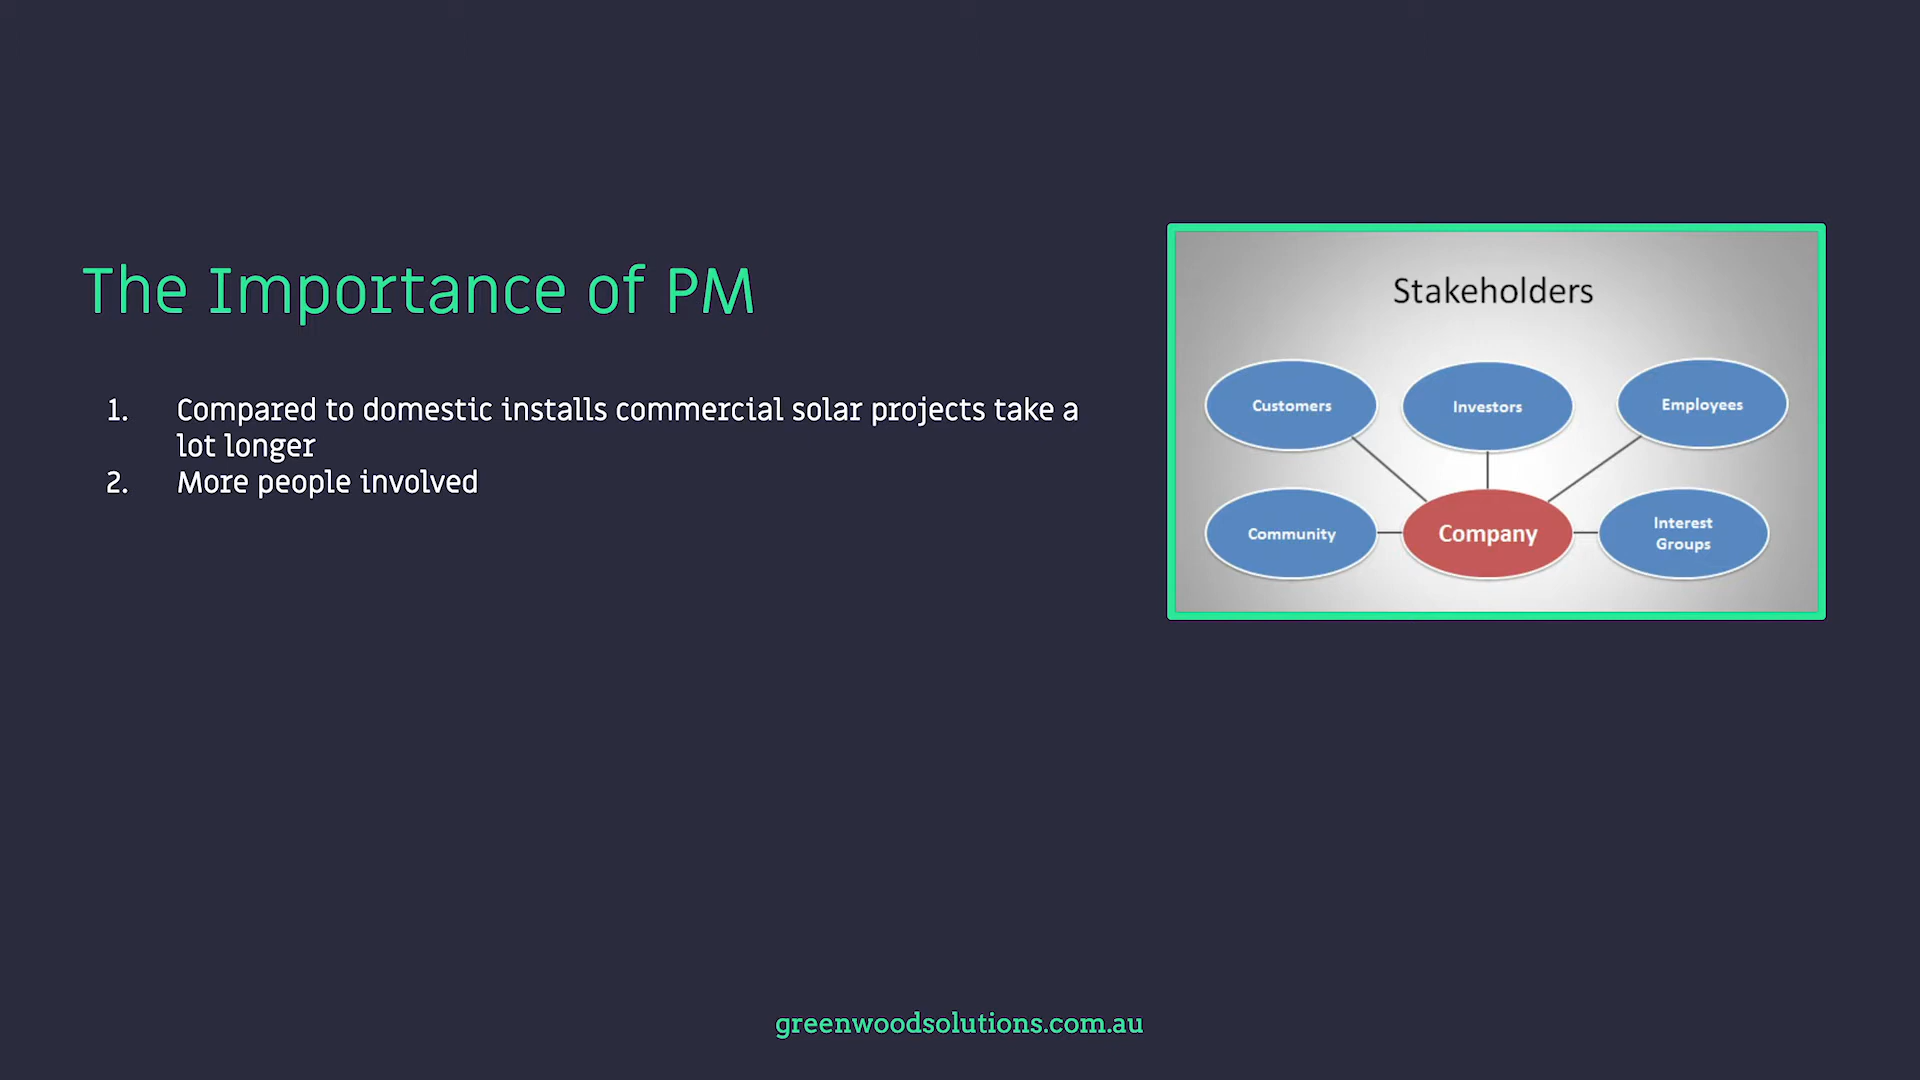 The Importance of PM
1. Compared to domestic installs commercial solar projects take a
lot longer
2. More people involved
Stakeholders
Customers
Investors
Employees
Community
Company
Interest
Groups
greenwoodsolutions.com.au